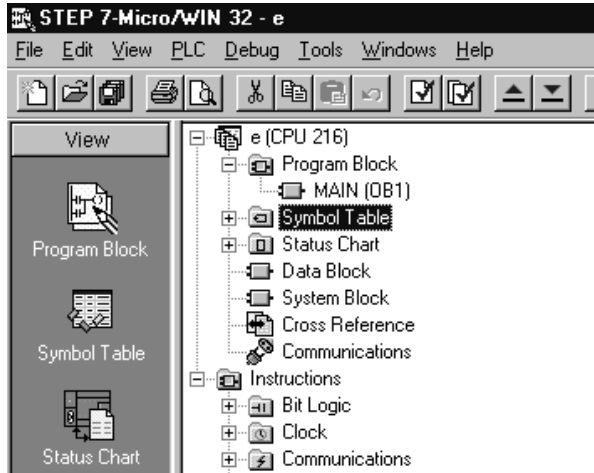 STEP 7-Micro/WIN 32 - e
File Edit View PLC Debug Tools Windows Help
View
Program Block
Symbol Table
Status Chart
e (CPU 216)
Program Block
MAIN (OB1)
Symbol Table
Status Chart
Data Block
System Block
Cross Reference
Communications
Instructions
Bit Logic
Clock
Communications